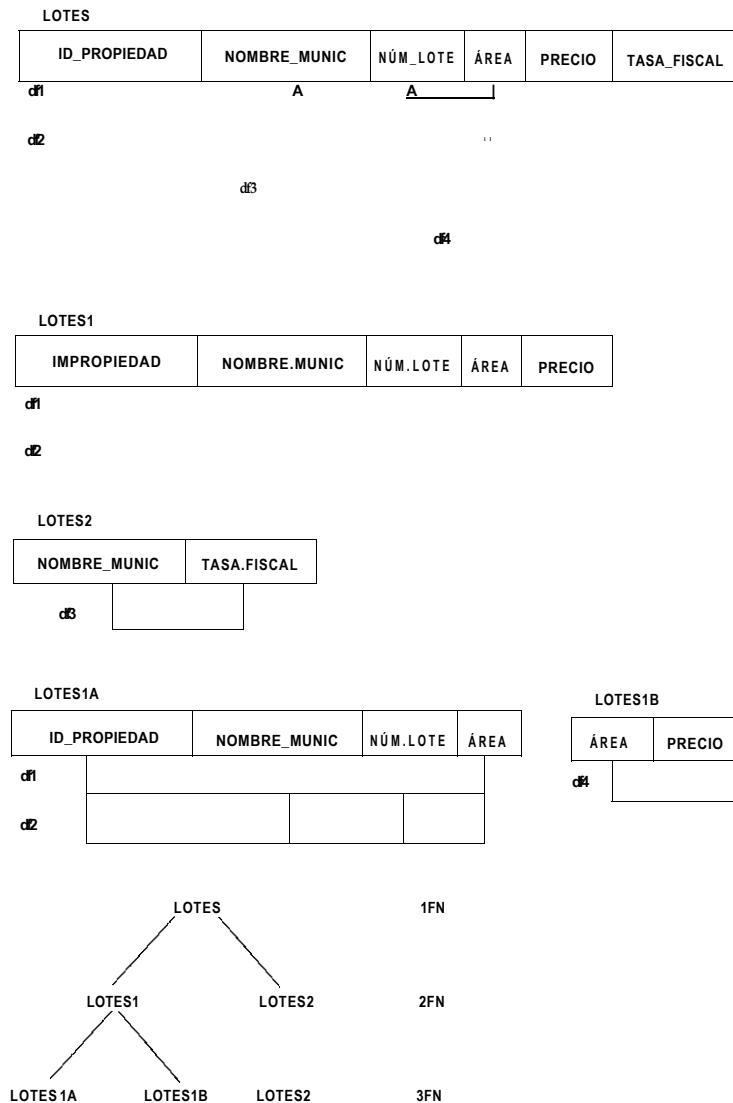 LOTES
ID_PROPIEDAD NOMBRE_MUNIC NÚM_LOTE ÁREA PRECIO TASA_FISCAL
df1 A A
df2
df3
df4
LOTES1
IMPROPIEDAD NOMBRE.MUNIC NÚM.LOTE ÁREA PRECIO
df1
df2
LOTES2
NOMBRE_MUNIC TASA.FISCAL
df3
LOTES1A
ID_PROPIEDAD NOMBRE_MUNIC NÚM.LOTE ÁREA
df1
df2
LOTES1B
ÁREA PRECIO
df4
LOTES 1FN
LOTES1 LOTES2 2FN
LOTES1A LOTES1B LOTES2 3FN